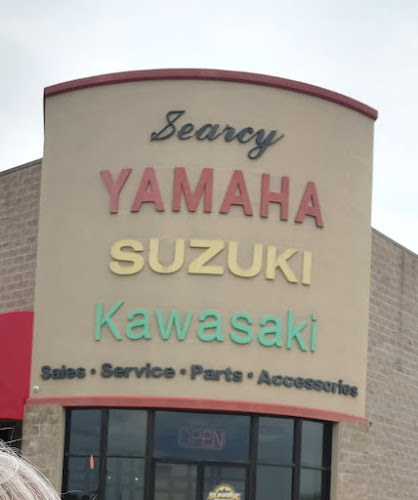 Searcy
YAMAHA
SUZUKI
Kawasaki
Sales • Service • Parts • Accessories
OPEN